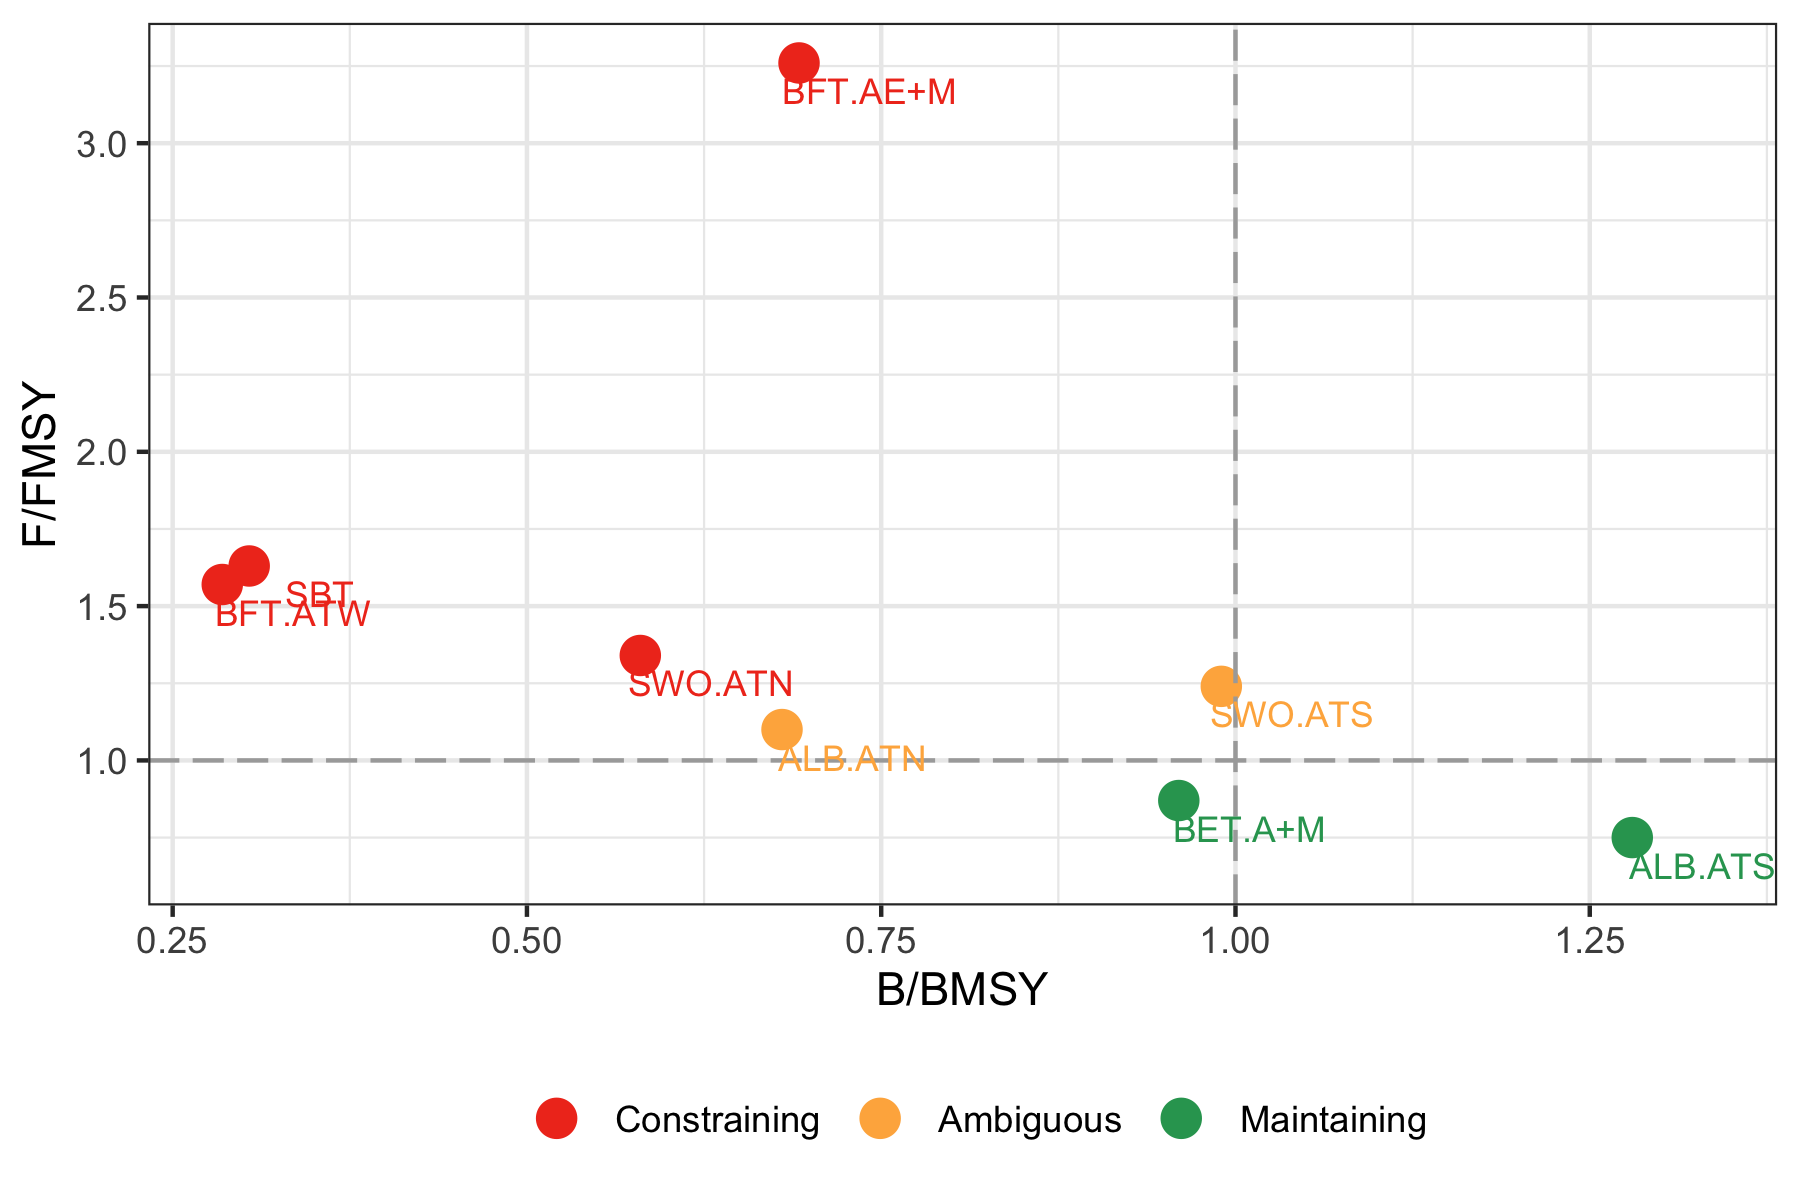 BFT.AE+M
3.0
2.5
2.0
1.5
1.0
F/FMSY
SBT
BFT.ATW
SWO.ATN
SWO.ATS
ALB.ATN
BET.A+M
ALB.ATS
0.25 0.50 0.75 1.00 1.25
B/BMSY
Constraining Ambiguous Maintaining